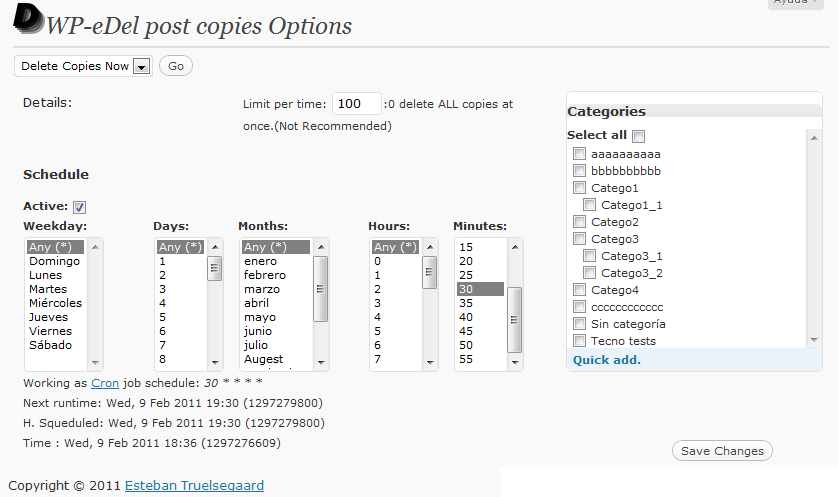 Ayuda
D WP-eDel post copies Options
Delete Copies Now Go
Details:
Limit per time: 100 :0 delete ALL copies at
once.(Not Recommended)
Schedule
Active:
Weekday: Days: Months: Hours: Minutes:
Any (*) Any (*) Any (*) Any (*) 15
Domingo 1 enero 0 20
Lunes 2 febrero 1 25
Martes 3 marzo 2 30
Miércoles 4 abril 3 35
Jueves 5 mayo 4 40
Viernes 6 junio 5 45
Sábado 7 julio 6 50
8 Augest 7 55
Working as Cron job schedule: 30 * * * *
Next runtime: Wed, 9 Feb 2011 19:30 (1297279800)
H. Squeduled: Wed, 9 Feb 2011 19:30 (1297279800)
Time : Wed, 9 Feb 2011 18:36 (1297276609)
Categories
Select all
aaaaaaaaaa
bbbbbbbbbb
Catego1
Catego1_1
Catego2
Catego3
Catego3_1
Catego3_2
Catego4
cccccccccccc
Sin categoría
Tecno tests
Quick add.
Save Changes
Copyright © 2011 Esteban Truelsegaard